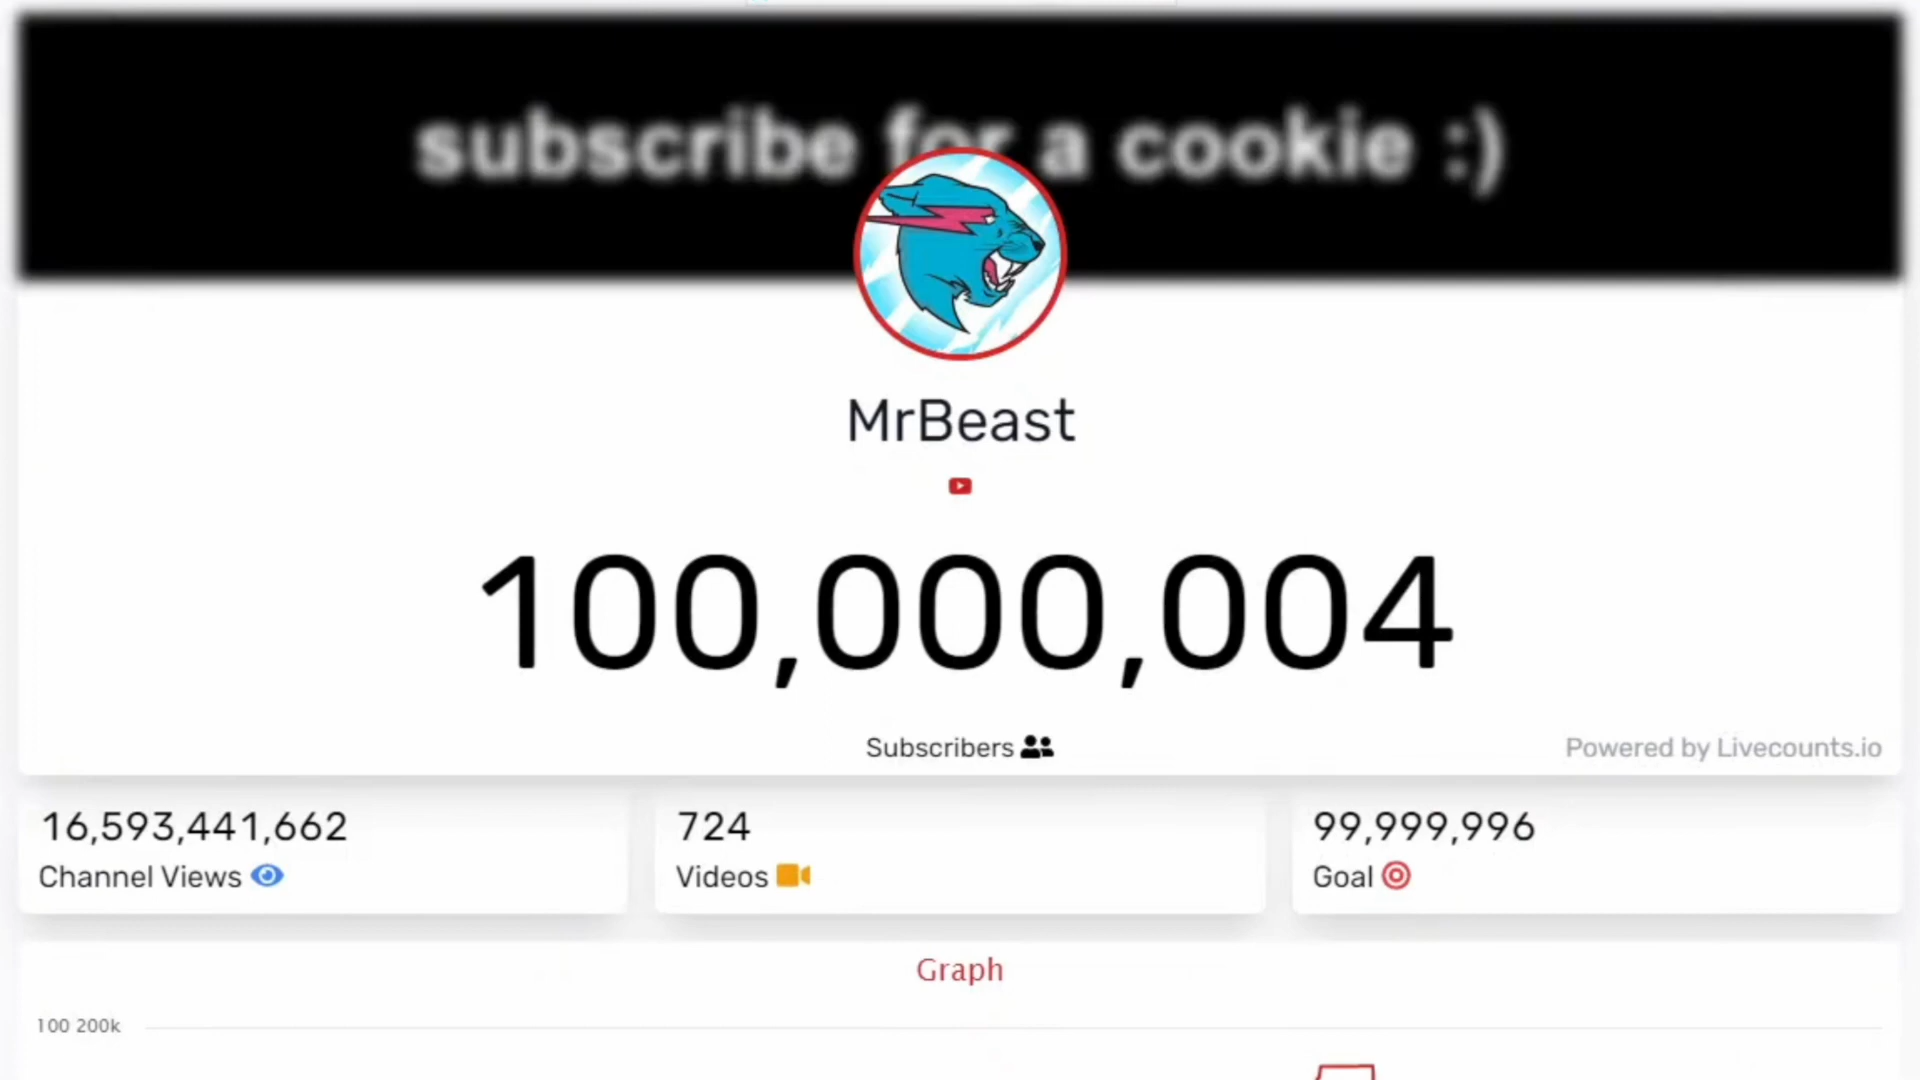 subscribe for a cookie :)
MrBeast
100,000,004
Subscribers
Powered by Livecounts.io
16,593,441,662
Channel Views
724
Videos
99,999,996
Goal
Graph
100 200k